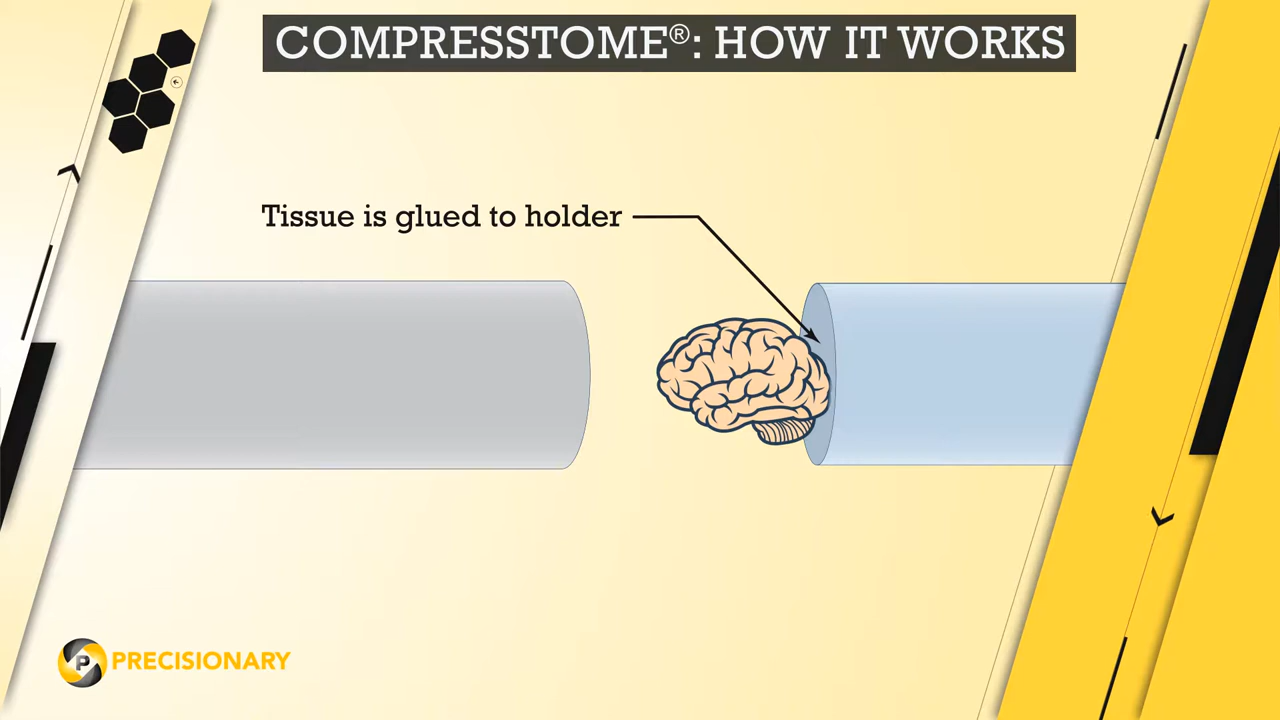 COMPRESSTOME®: HOW IT WORKS
Tissue is glued to holder
P PRECISIONARY